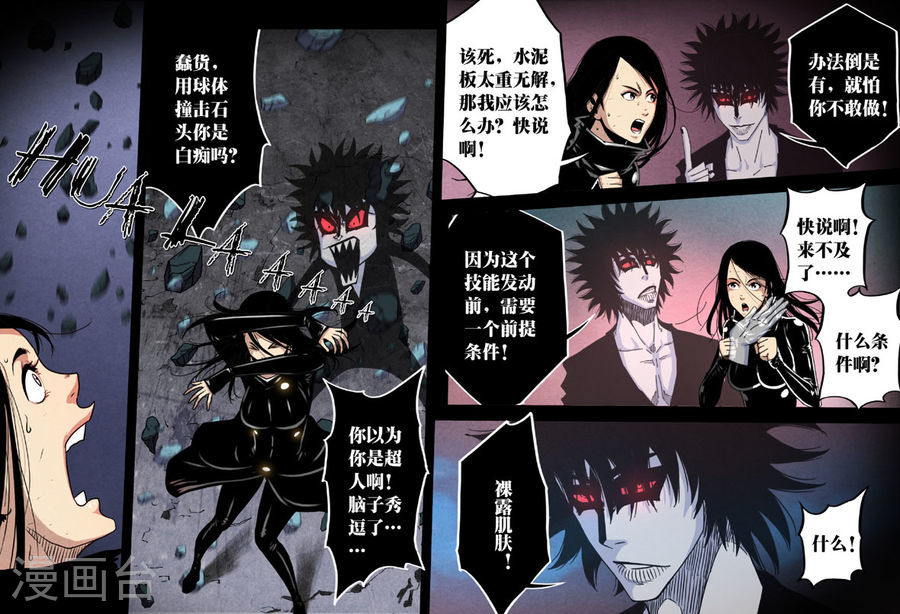 HUAAAAAAAA
蠢货，
用球体
撞击石
头你是
白痴吗？
你以为
你是超
人啊！
脑子秀
逗了……
……
该死，水泥
板太重无解，
那我应该怎
么办？快说
啊！
办法倒是
有，就怕
你不敢做！
因为这个
技能发动
前，需要
一个前提
条件！
快说啊！
来不及
了……
什么条
件啊？
裸露肌肤！
什么！
漫画台